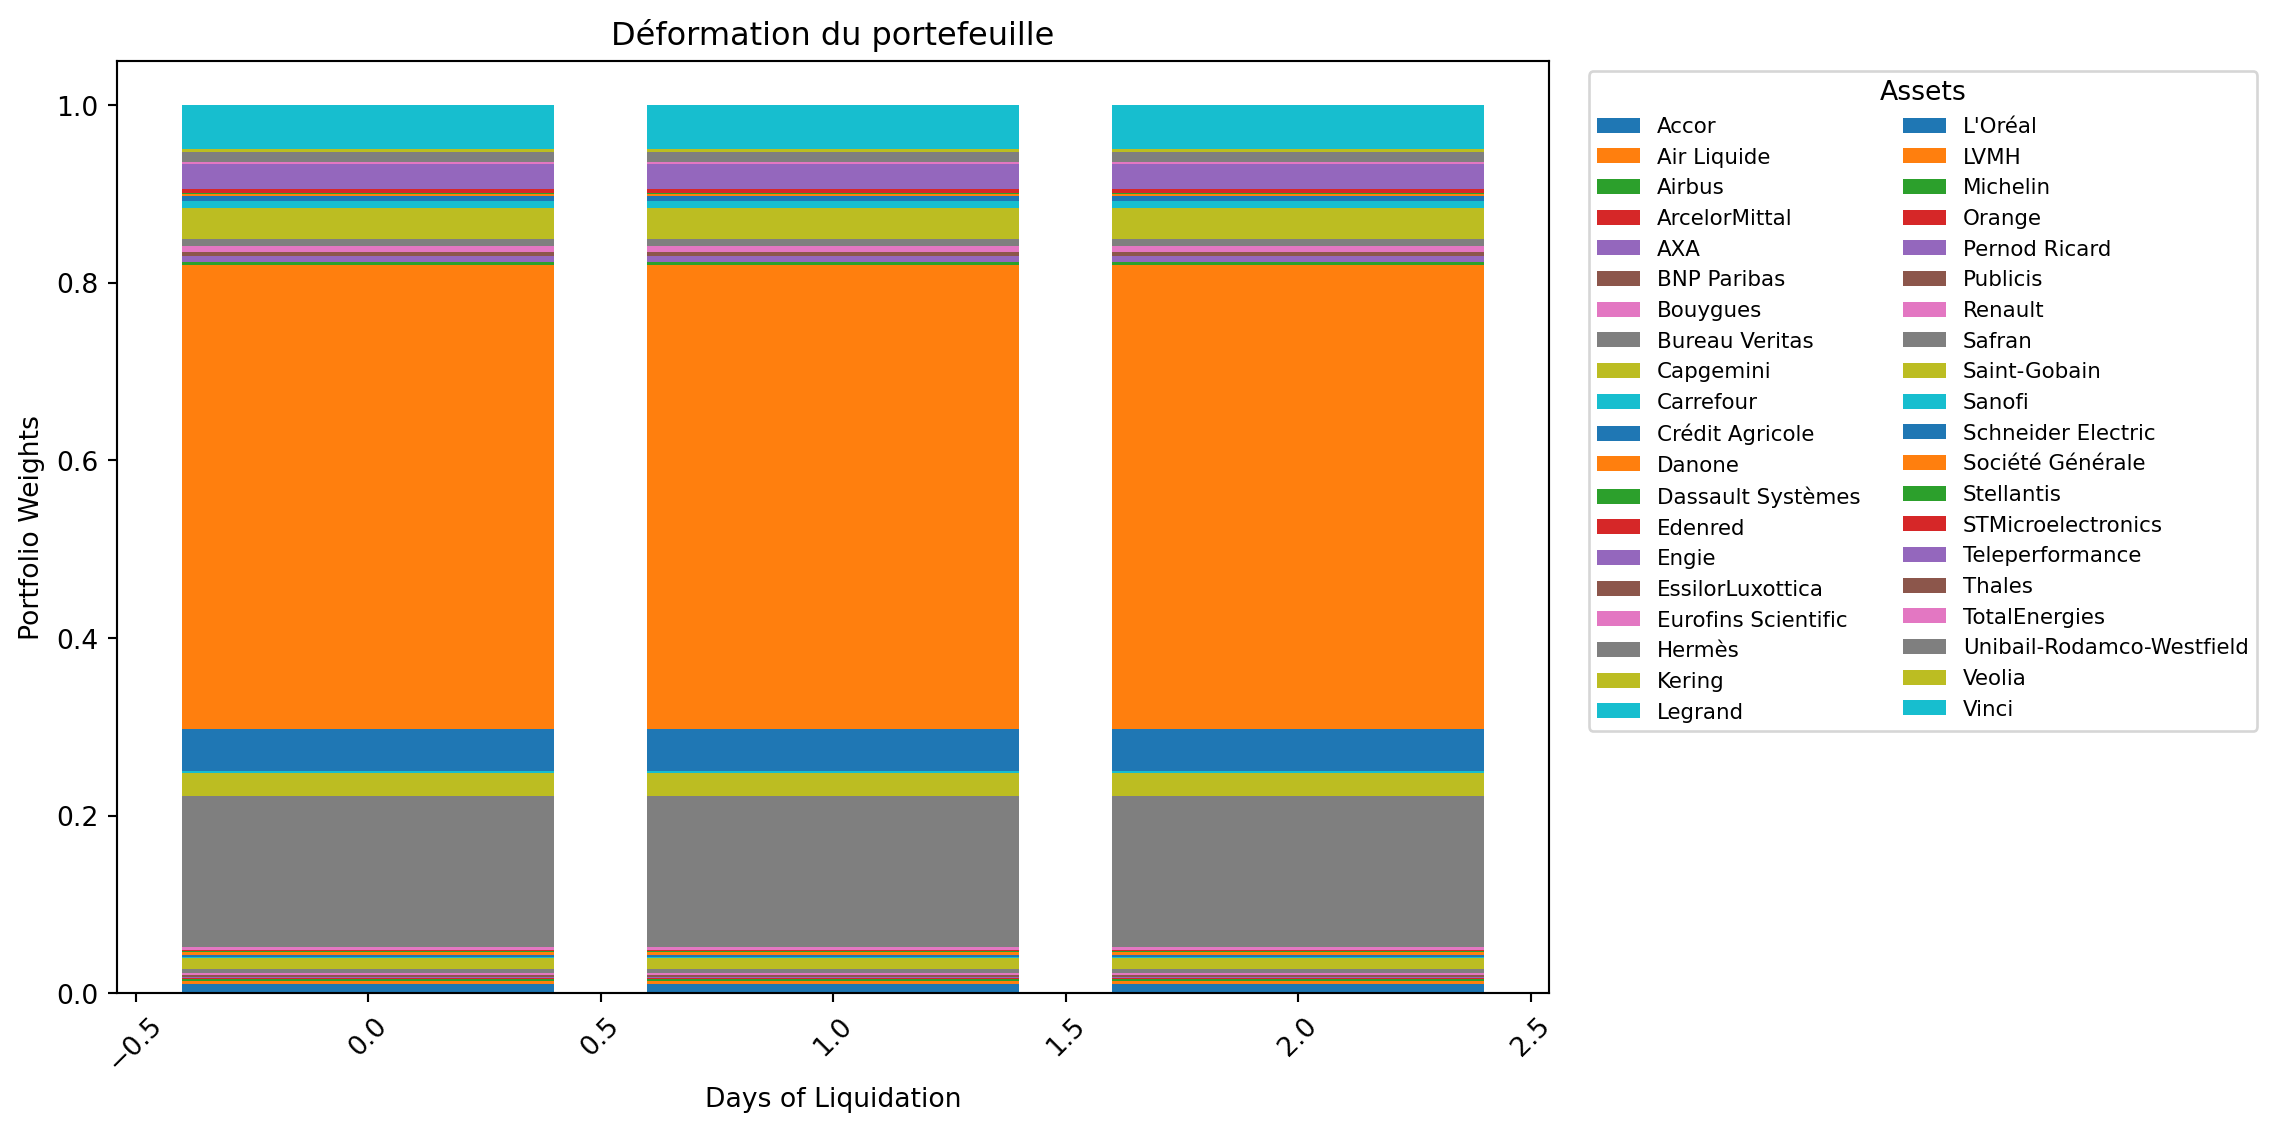 Déformation du portefeuille
Portfolio Weights
1.0
0.8
0.6
0.4
0.2
0.0
−0.5
0.0
0.5
1.0
1.5
2.0
2.5
Days of Liquidation
Assets
Accor
Air Liquide
Airbus
ArcelorMittal
AXA
BNP Paribas
Bouygues
Bureau Veritas
Capgemini
Carrefour
Crédit Agricole
Danone
Dassault Systèmes
Edenred
Engie
EssilorLuxottica
Eurofins Scientific
Hermès
Kering
Legrand
L'Oréal
LVMH
Michelin
Orange
Pernod Ricard
Publicis
Renault
Safran
Saint-Gobain
Sanofi
Schneider Electric
Société Générale
Stellantis
STMicroelectronics
Teleperformance
Thales
TotalEnergies
Unibail-Rodamco-Westfield
Veolia
Vinci